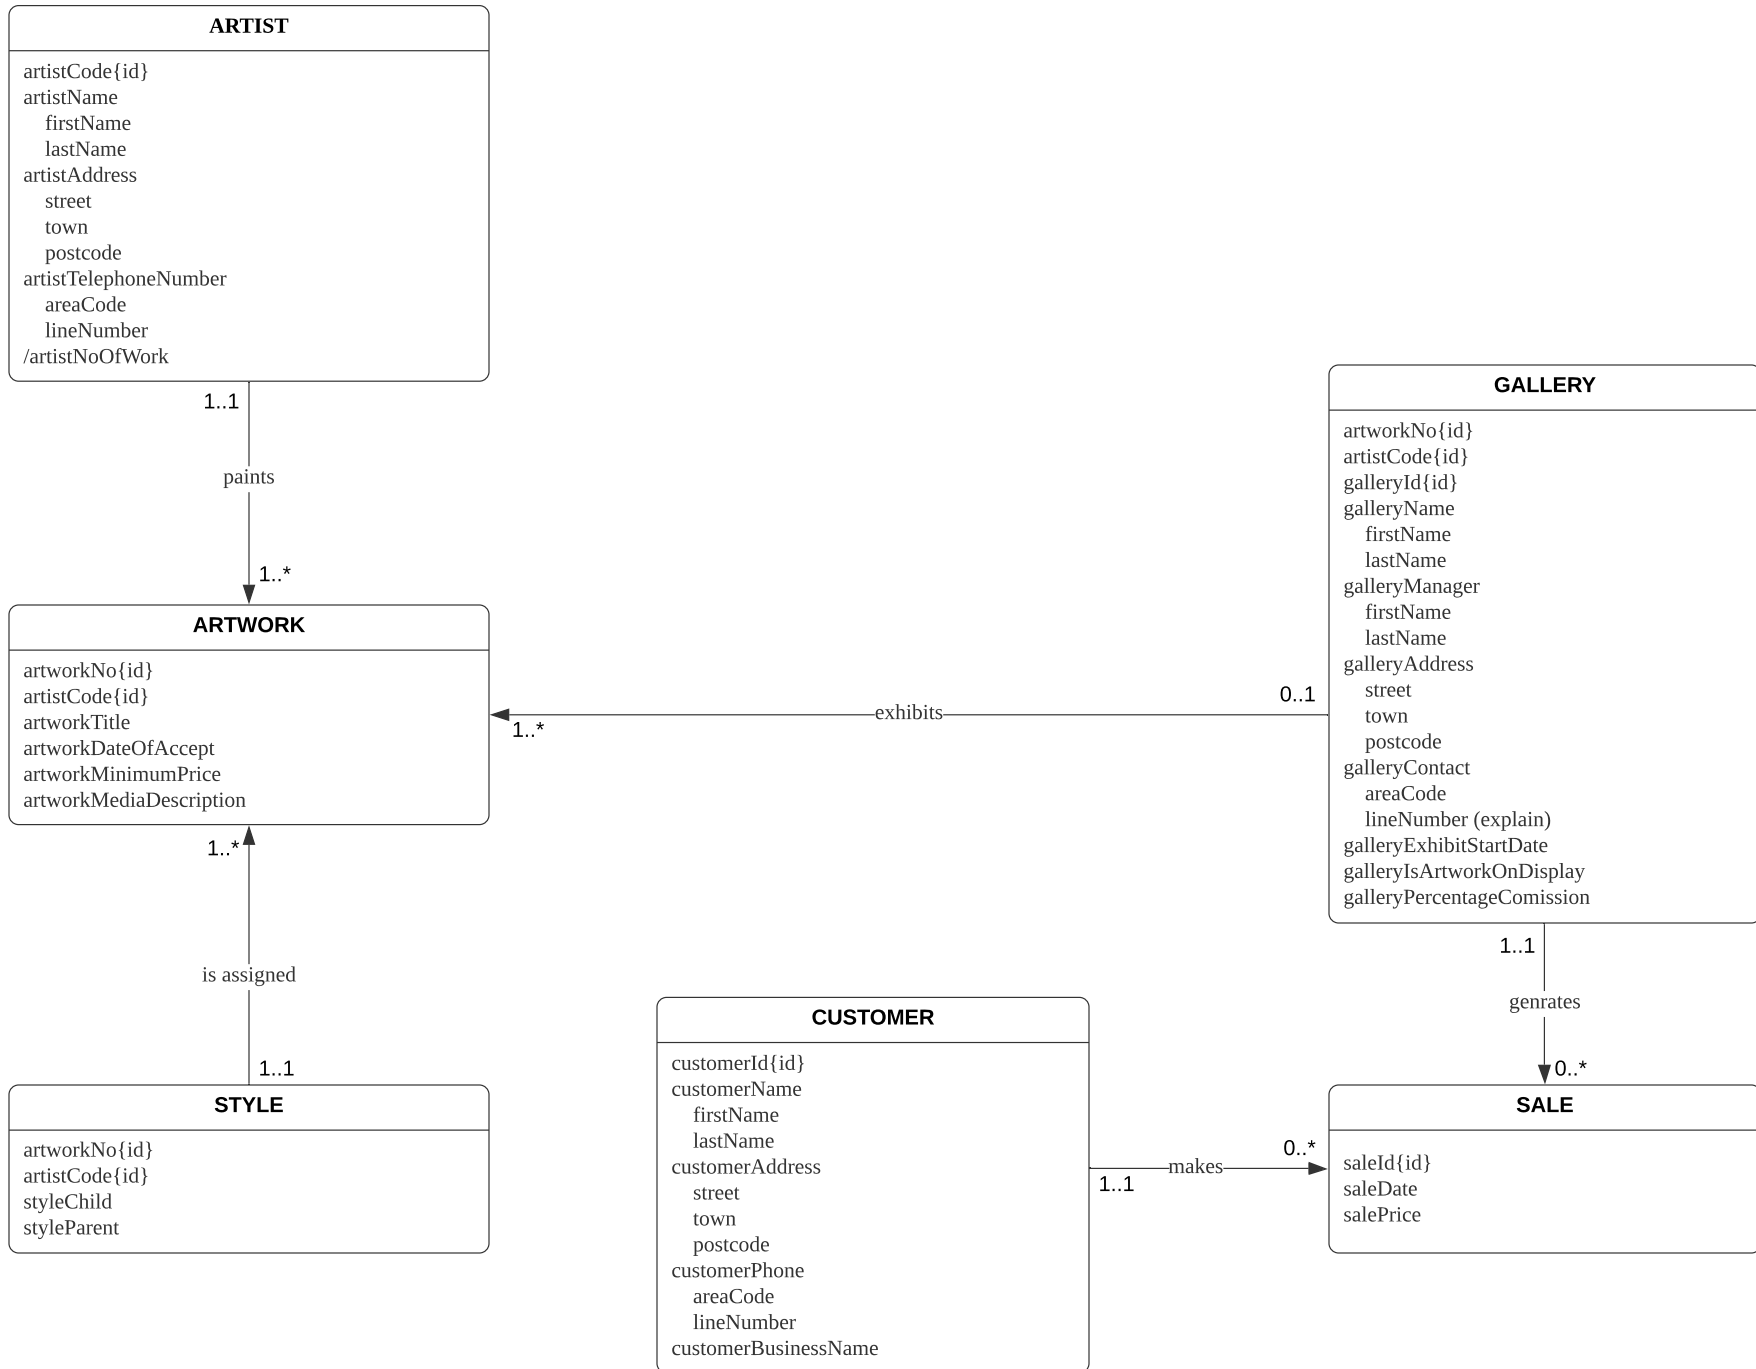 ARTIST
artistCode{id}
artistName
firstName
lastName
artistAddress
street
town
postcode
artistTelephoneNumber
areaCode
lineNumber
/artistNoOfWork
1..1
paints
1..*
ARTWORK
artworkNo{id}
artistCode{id}
artworkTitle
artworkDateOfAccept
artworkMinimumPrice
artworkMediaDescription
1..*
is assigned
1..1
STYLE
artworkNo{id}
artistCode{id}
styleChild
styleParent
1..*
exhibits
0..1
GALLERY
artworkNo{id}
artistCode{id}
galleryId{id}
galleryName
firstName
lastName
galleryManager
firstName
lastName
galleryAddress
street
town
postcode
galleryContact
areaCode
lineNumber (explain)
galleryExhibitStartDate
galleryIsArtworkOnDisplay
galleryPercentageComission
1..1
genrates
0..*
CUSTOMER
customerId{id}
customerName
firstName
lastName
customerAddress
street
town
postcode
customerPhone
areaCode
lineNumber
customerBusinessName
1..1
makes
0..*
SALE
saleId{id}
saleDate
salePrice